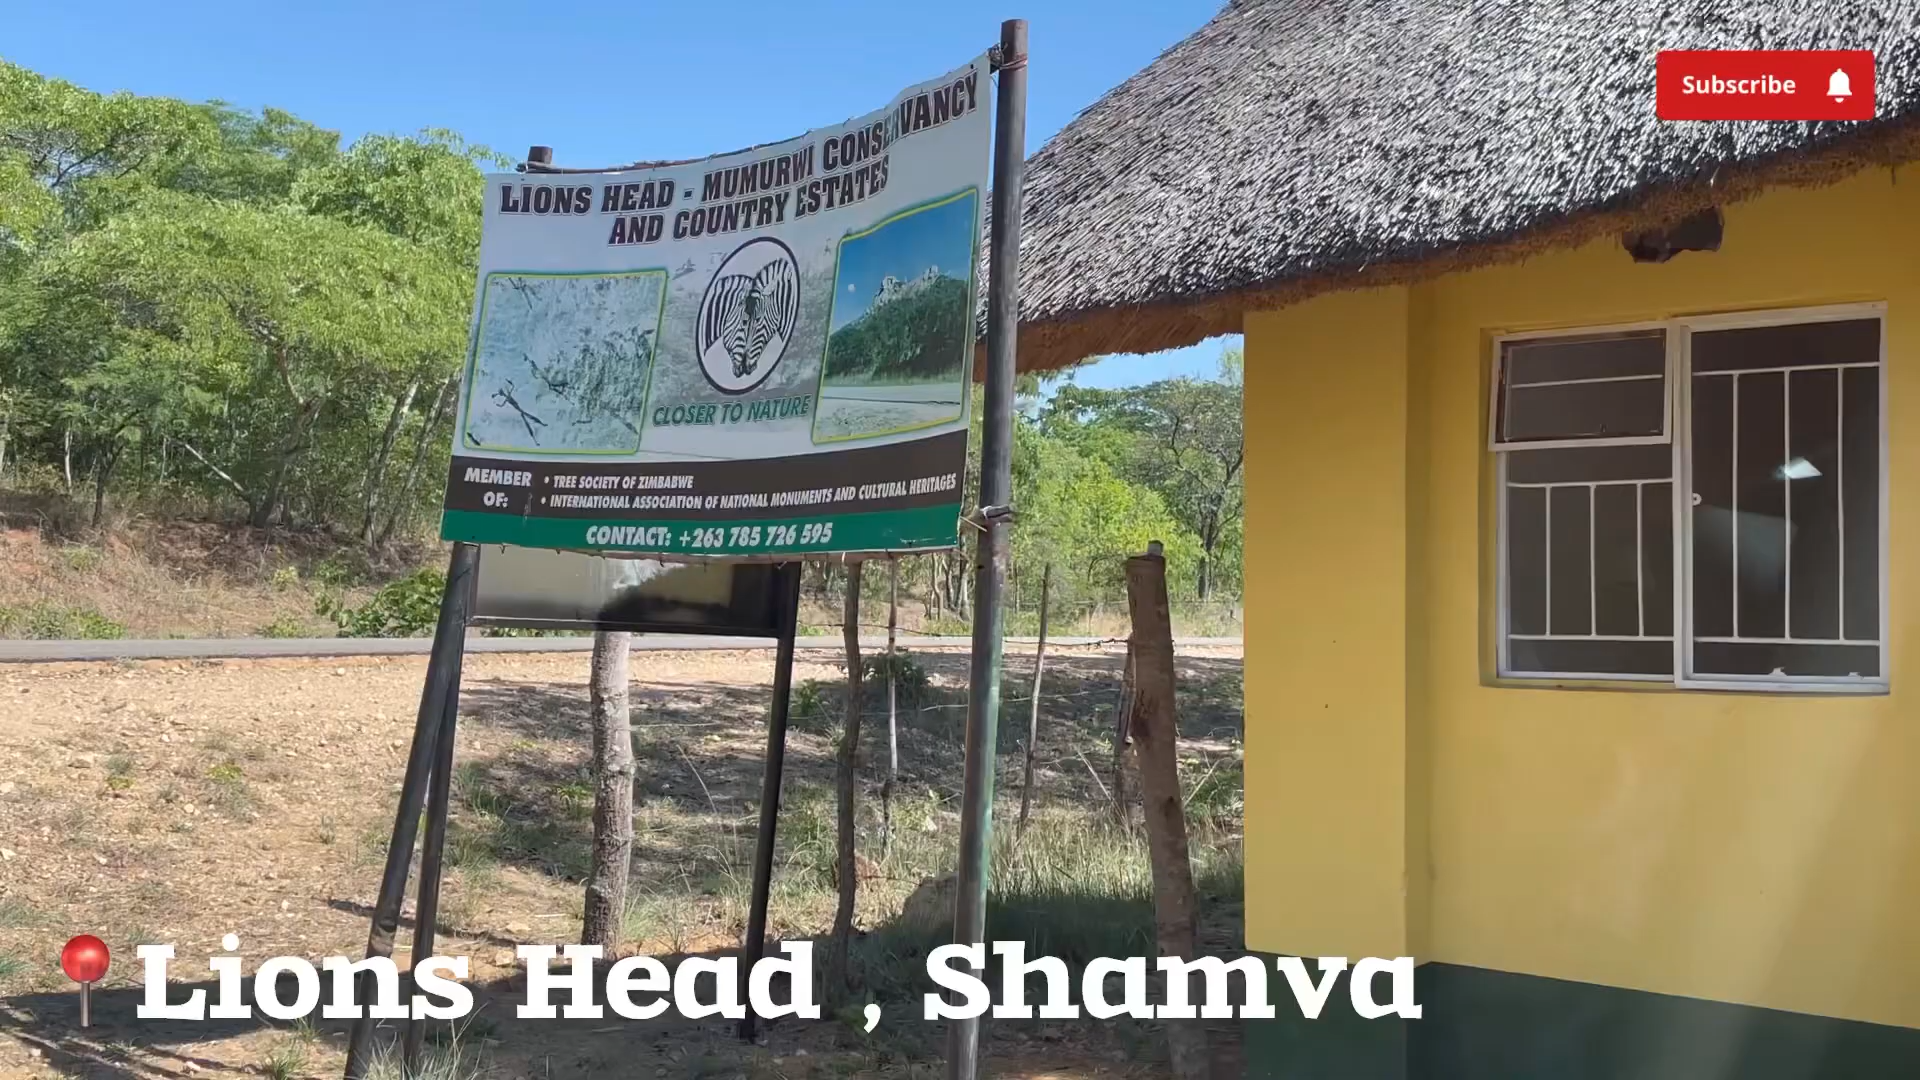 Subscribe
LIONS HEAD - MUMURWI CONSERVANCY
AND COUNTRY ESTATES
CLOSER TO NATURE
MEMBER OF:
• TREE SOCIETY OF ZIMBABWE
• INTERNATIONAL ASSOCIATION OF NATIONAL MONUMENTS AND CULTURAL HERITAGES
CONTACT: +263 785 726 595
Lions Head , Shamva